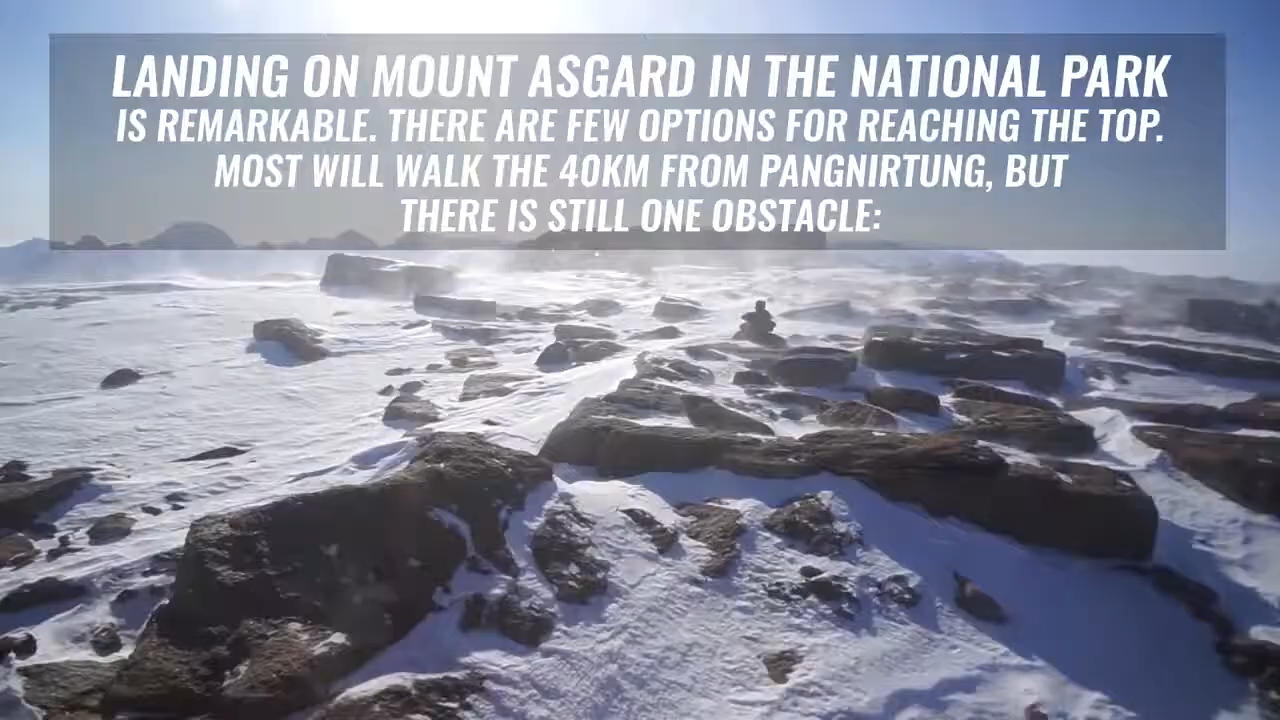 LANDING ON MOUNT ASGARD IN THE NATIONAL PARK
IS REMARKABLE. THERE ARE FEW OPTIONS FOR REACHING THE TOP.
MOST WILL WALK THE 40KM FROM PANGNIRTUNG, BUT
THERE IS STILL ONE OBSTACLE: